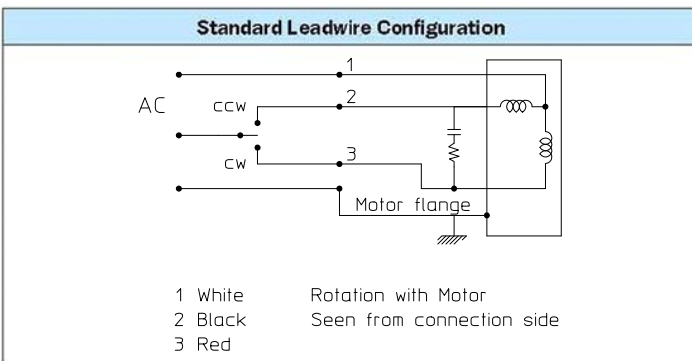 Standard Leadwire Configuration
1
AC
ccw
2
cw
3
Motor flange
1 White Rotation with Motor
2 Black Seen from connection side
3 Red